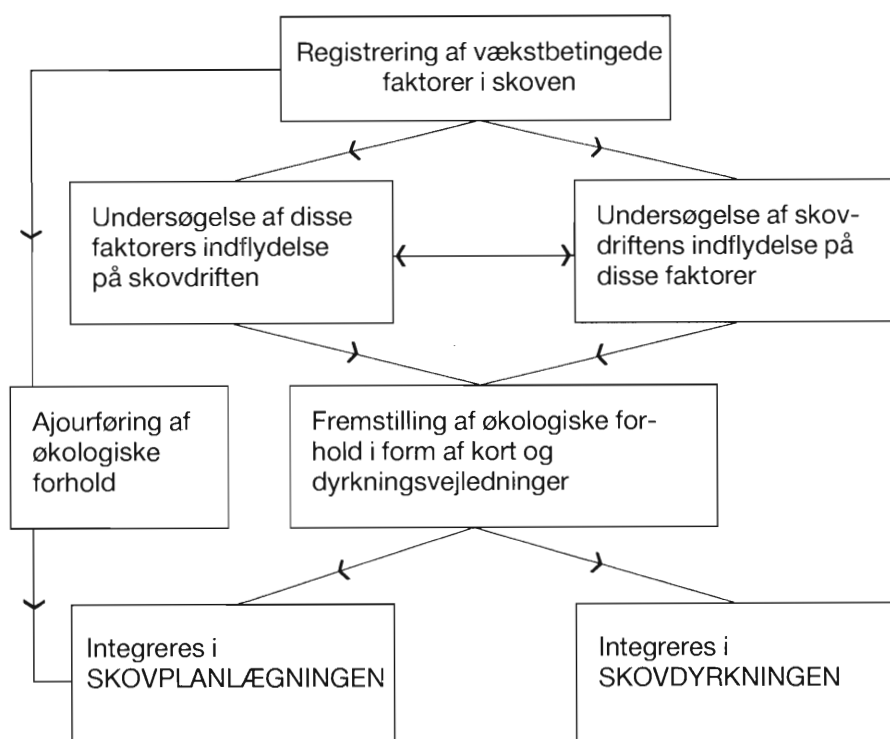 Registrering af vækstbetingede
faktorer i skoven
Undersøgelse af disse
faktorers indflydelse
på skovdriften
Undersøgelse af skov-
driftens indflydelse på
disse faktorer
Ajourføring af
økologiske
forhold
Fremstilling af økologiske for-
hold i form af kort og
dyrkningsvejledninger
Integreres i
SKOVPLANLÆGNINGEN
Integreres i
SKOVDYRKNINGEN